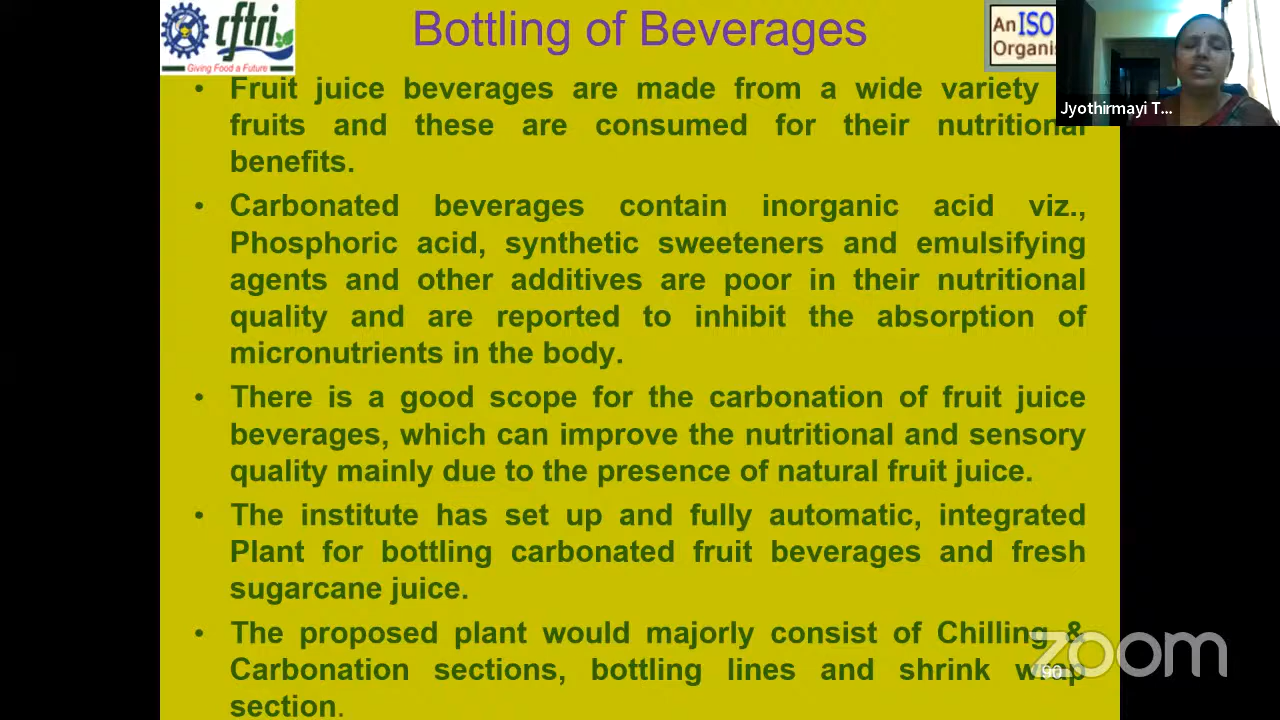 cftri
Giving Food a Future
Bottling of Beverages
An ISO
Organis
Jyothirmayi T...
• Fruit juice beverages are made from a wide variety
fruits and these are consumed for their nutritional
benefits.
• Carbonated beverages contain inorganic acid viz.,
Phosphoric acid, synthetic sweeteners and emulsifying
agents and other additives are poor in their nutritional
quality and are reported to inhibit the absorption of
micronutrients in the body.
• There is a good scope for the carbonation of fruit juice
beverages, which can improve the nutritional and sensory
quality mainly due to the presence of natural fruit juice.
• The institute has set up and fully automatic, integrated
Plant for bottling carbonated fruit beverages and fresh
sugarcane juice.
• The proposed plant would majorly consist of Chilling &
Carbonation sections, bottling lines and shrink wrap
section.
zoom
90